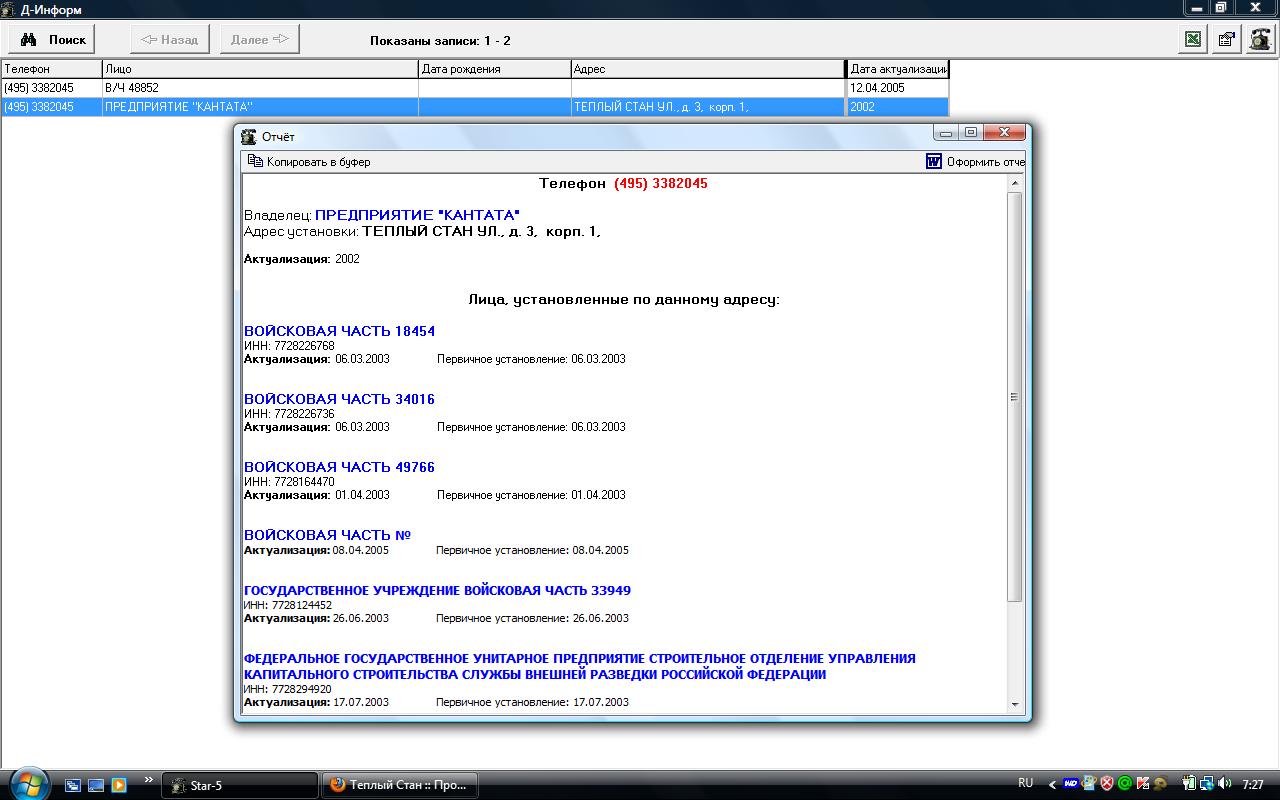 Д-Информ
Поиск
Назад
Далее
Показаны записи: 1 - 2
Телефон Лицо Дата рождения Адрес Дата актуализации
(495) 3382045 В/Ч 48852 12.04.2005
(495) 3382045 ПРЕДПРИЯТИЕ "КАНТАТА" ТЕПЛЫЙ СТАН УЛ., д. 3, корп. 1, 2002
Отчёт
Копировать в буфер Оформить отче
Телефон (495) 3382045
Владелец: ПРЕДПРИЯТИЕ "КАНТАТА"
Адрес установки: ТЕПЛЫЙ СТАН УЛ., д. 3, корп. 1,
Актуализация: 2002
Лица, установленные по данному адресу:
ВОЙСКОВАЯ ЧАСТЬ 18454
ИНН: 7728226768
Актуализация: 06.03.2003 Первичное установление: 06.03.2003
ВОЙСКОВАЯ ЧАСТЬ 34016
ИНН: 7728226736
Актуализация: 06.03.2003 Первичное установление: 06.03.2003
ВОЙСКОВАЯ ЧАСТЬ 49766
ИНН: 7728164470
Актуализация: 01.04.2003 Первичное установление: 01.04.2003
ВОЙСКОВАЯ ЧАСТЬ №
Актуализация: 08.04.2005 Первичное установление: 08.04.2005
ГОСУДАРСТВЕННОЕ УЧРЕЖДЕНИЕ ВОЙСКОВАЯ ЧАСТЬ 33949
ИНН: 7728124452
Актуализация: 26.06.2003 Первичное установление: 26.06.2003
ФЕДЕРАЛЬНОЕ ГОСУДАРСТВЕННОЕ УНИТАРНОЕ ПРЕДПРИЯТИЕ СТРОИТЕЛЬНОЕ ОТДЕЛЕНИЕ УПРАВЛЕНИЯ
КАПИТАЛЬНОГО СТРОИТЕЛЬСТВА СЛУЖБЫ ВНЕШНЕЙ РАЗВЕДКИ РОССИЙСКОЙ ФЕДЕРАЦИИ
ИНН: 7728294920
Актуализация: 17.07.2003 Первичное установление: 17.07.2003
Star-5 Теплый Стан :: Про... RU 7:27